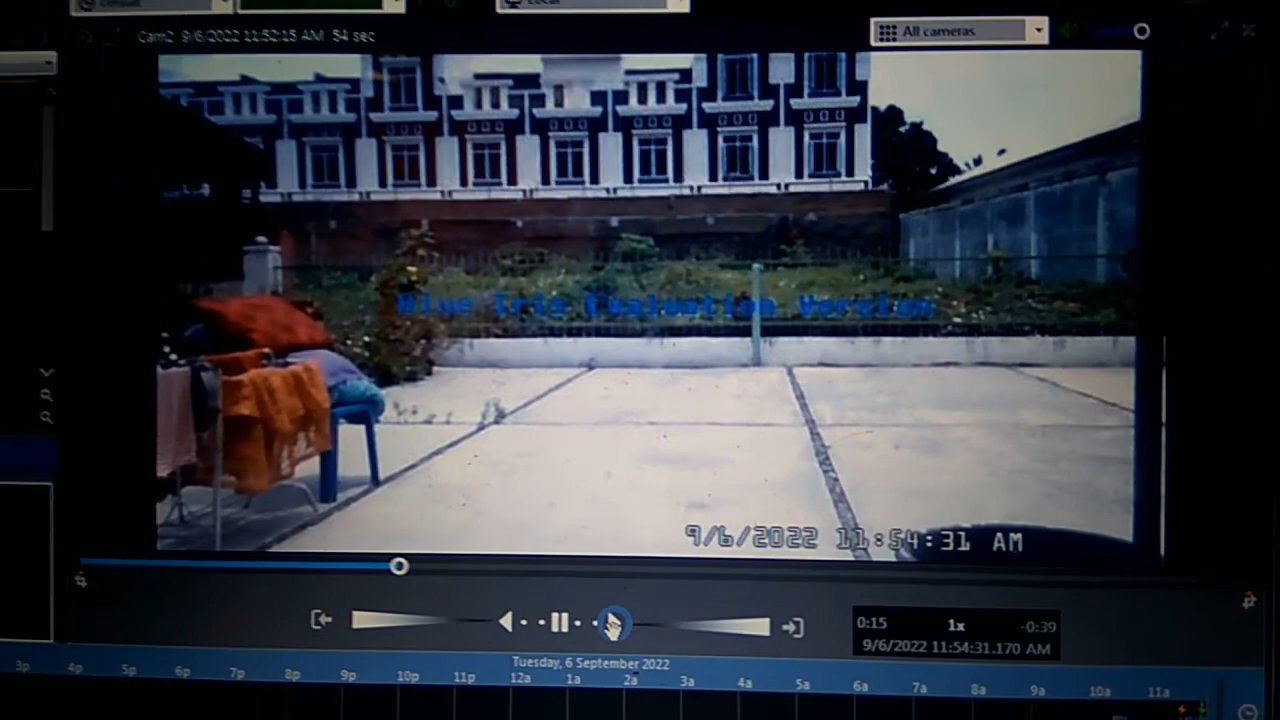 Default
Local
Cam2 9/6/2022 11:52:15 AM 54 sec
All cameras
Blue Iris Evaluation Version
9/6/2022 11:54:31 AM
0:15 1x -0:39
9/6/2022 11:54:31.170 AM
Tuesday, 6 September 2022
3p 4p 5p 6p 7p 8p 9p 10p 11p 12a 1a 2a 3a 4a 5a 6a 7a 8a 9a 10a 11a